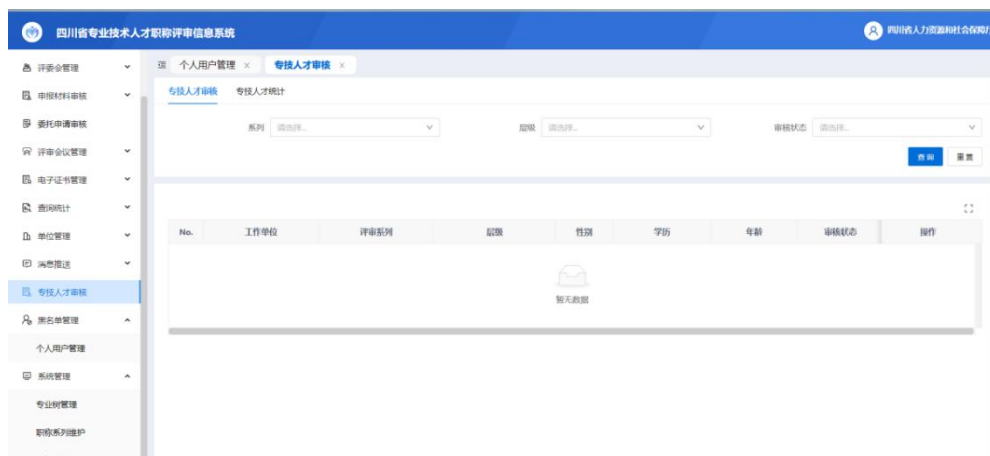 四川省专业技术人才职称评审信息系统
四川省人力资源和社会保障厅
评委会管理
申报材料审核
委托申请审核
评审会议管理
电子证书管理
查询统计
单位管理
消息推送
专技人才审核
黑名单管理
个人用户管理
系统管理
专业树管理
职称系列维护
个人用户管理 × 专技人才审核 ×
专技人才审核 专技人才统计
系列 请选择... 层级 请选择... 审核状态 请选择...
查询 重置
No. 工作单位 评审系列 层级 性别 学历 年龄 审核状态 操作
暂无数据